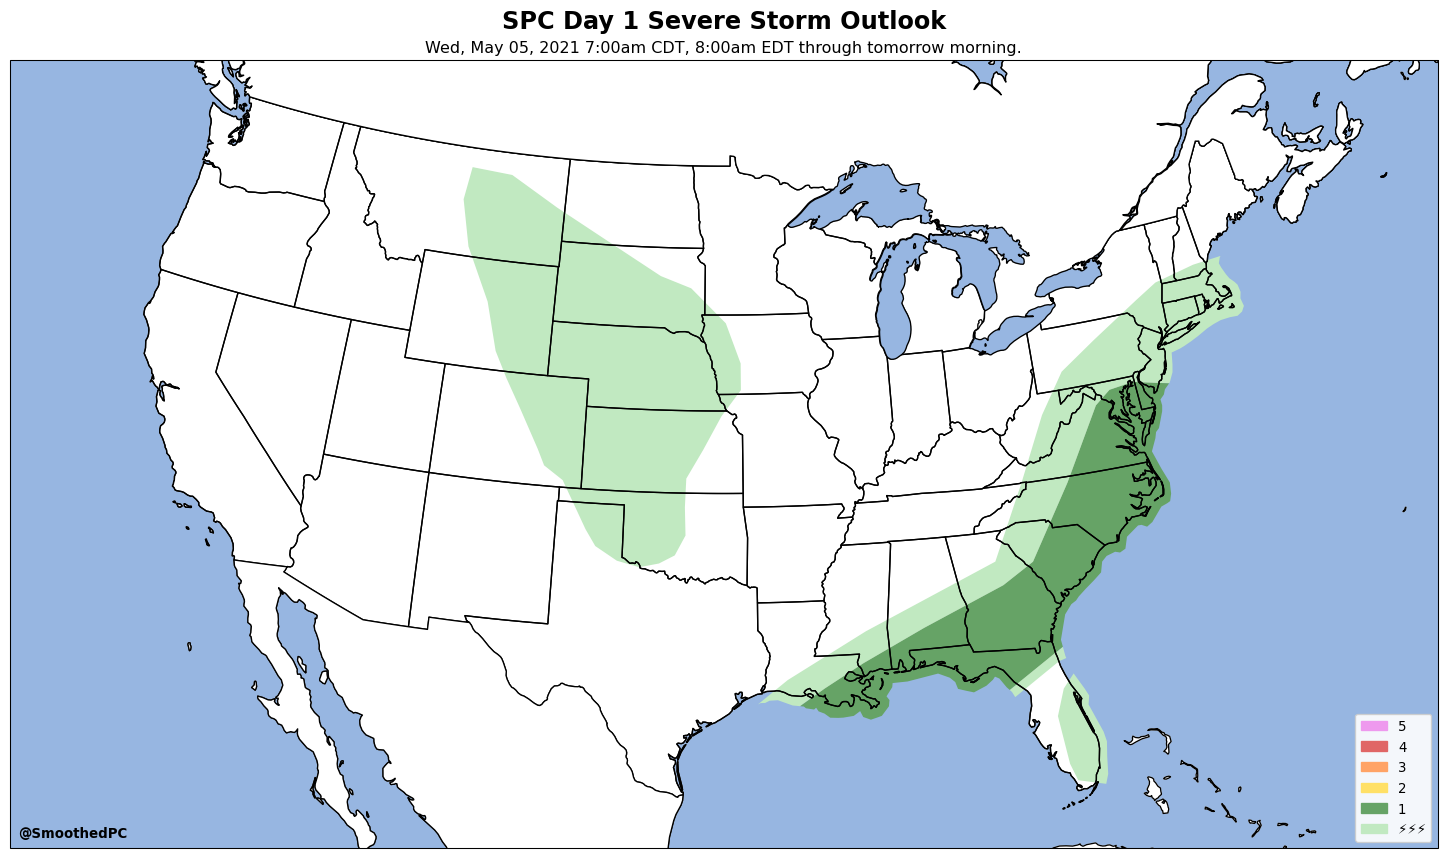 SPC Day 1 Severe Storm Outlook
Wed, May 05, 2021 7:00am CDT, 8:00am EDT through tomorrow morning.
5
4
3
2
1
⚡⚡⚡
@SmoothedPC